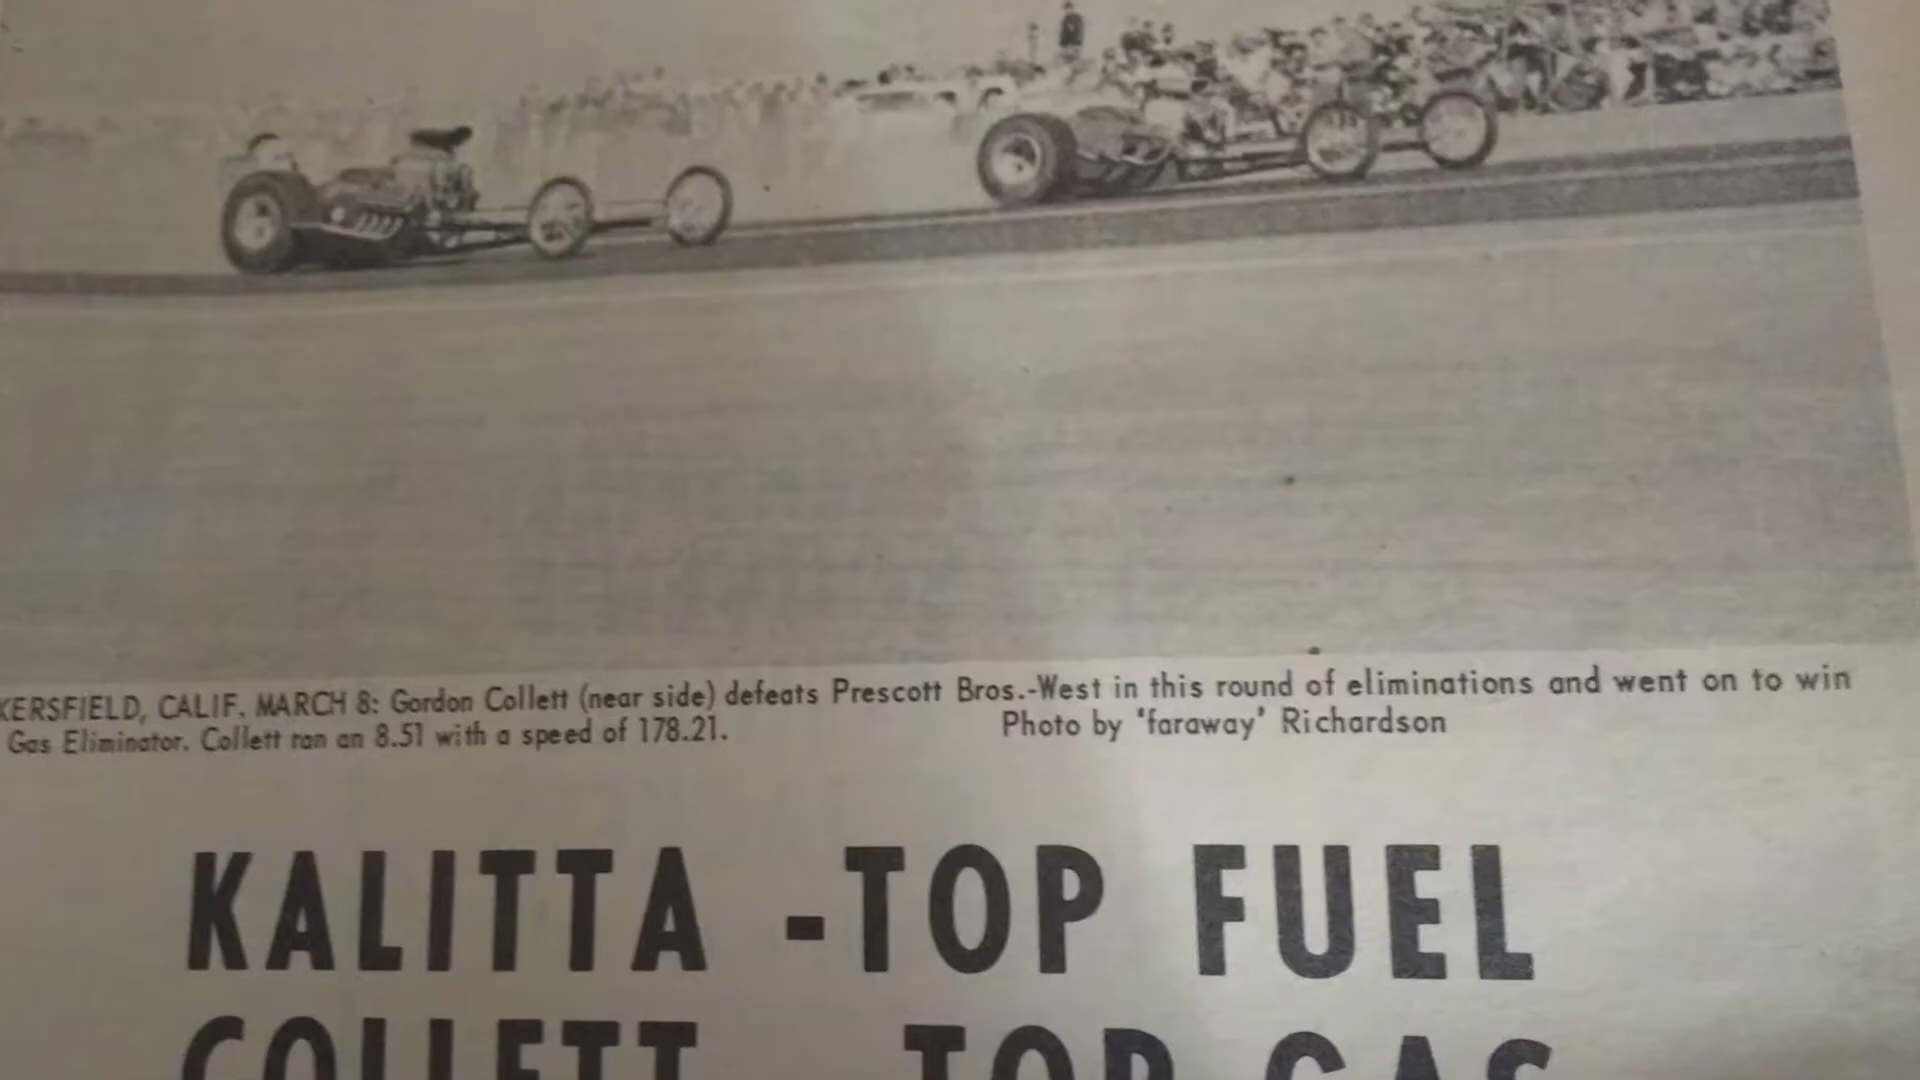 KERSFIELD, CALIF. MARCH 8: Gordon Collett (near side) defeats Prescott Bros.-West in this round of eliminations and went on to win
Gas Eliminator. Collett ran an 8.51 with a speed of 178.21. Photo by 'faraway' Richardson
KALITTA -TOP FUEL
COLLETT - TOP GAS